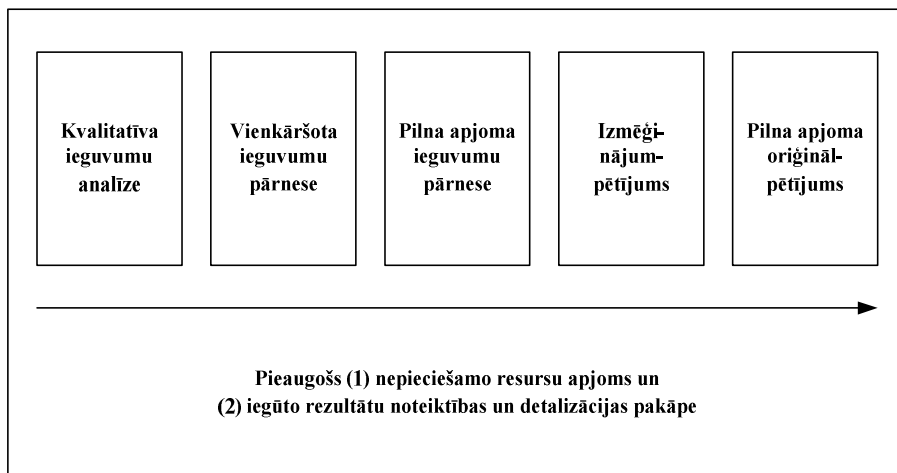 Kvalitatīva
ieguvumu
analīze
Vienkāršota
ieguvumu
pārnese
Pilna apjoma
ieguvumu
pārnese
Izmēģi-
nājum-
pētījums
Pilna apjoma
oriģināl-
pētījums
Pieaugošs (1) nepieciešamo resursu apjoms un
(2) iegūto rezultātu noteiktības un detalizācijas pakāpe